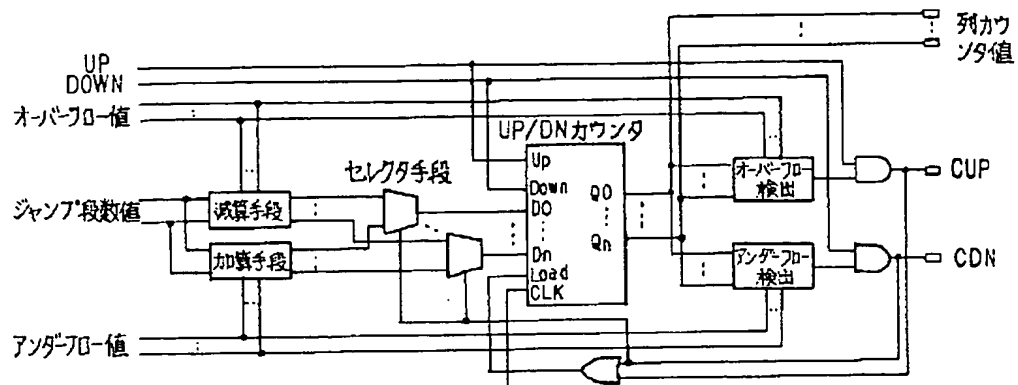 列カウ
ンタ値
UP
DOWN
オーバーフロー値
UP/DNカウンタ
セレクタ手段
Up
Down
D0
Dn
Load
CLK
Q0
Qn
オーバーフロー
検出
CUP
ジャンプ段数値
減算手段
加算手段
アンダーフロー
検出
CDN
アンダーフロー値